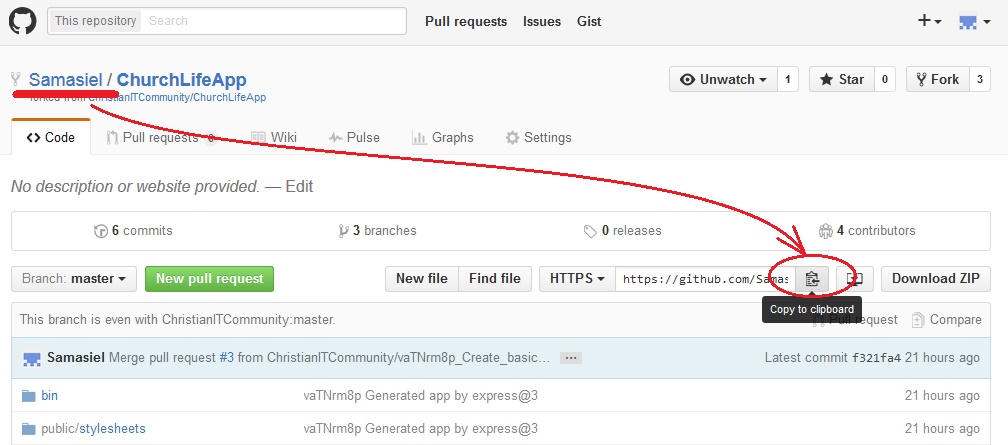 This repository Search Pull requests Issues Gist
Samasiel / ChurchLifeApp Unwatch 1 Star 0 Fork 3
forked from ChristianITCommunity/ChurchLifeApp
Code Pull requests 0 Wiki Pulse Graphs Settings
No description or website provided. — Edit
6 commits 3 branches 0 releases 4 contributors
Branch: master New pull request New file Find file HTTPS https://github.com/Samas Download ZIP
Copy to clipboard
This branch is even with ChristianITCommunity:master. Pull request Compare
Samasiel Merge pull request #3 from ChristianITCommunity/vaTNrm8p_Create_basic… ... Latest commit f321fa4 21 hours ago
bin vaTNrm8p Generated app by express@3 21 hours ago
public/stylesheets vaTNrm8p Generated app by express@3 21 hours ago